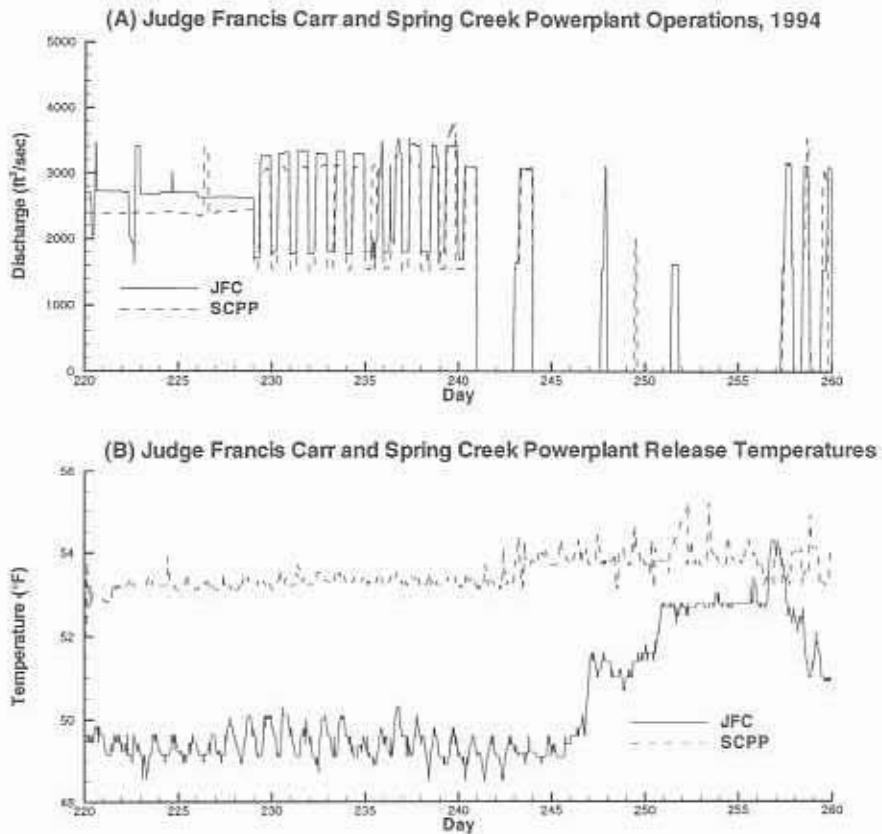 (A) Judge Francis Carr and Spring Creek Powerplant Operations, 1994
5000
4000
3000
2000
1000
0
Discharge (ft³/sec)
JFC
SCPP
220 225 230 235 240 245 250 255 260
Day
(B) Judge Francis Carr and Spring Creek Powerplant Release Temperatures
56
54
52
50
48
Temperature (°F)
JFC
SCPP
220 225 230 235 240 245 250 255 260
Day